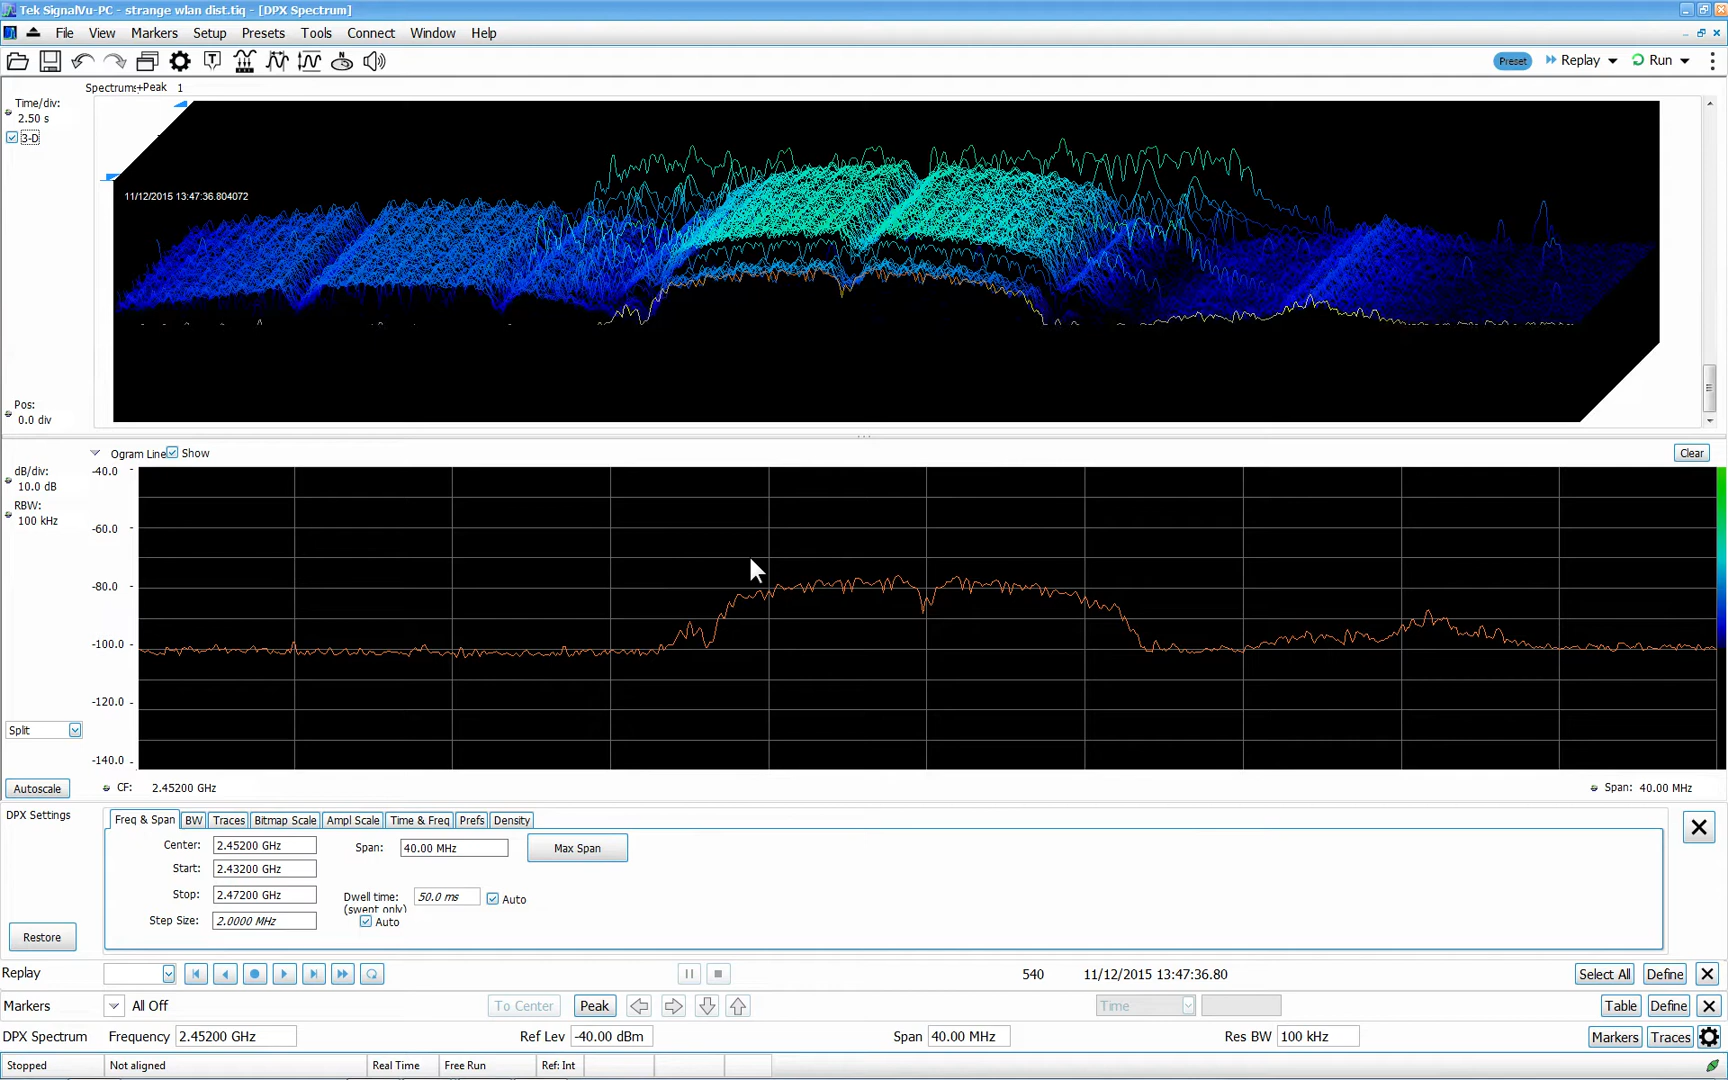 Tek SignalVu-PC - strange wlan dist.tiq - [DPX Spectrum]
File View Markers Setup Presets Tools Connect Window Help
Preset Replay Run
Spectrums+Peak 1
Time/div:
2.50 s
3-D
11/12/2015 13:47:36.804072
Pos:
0.0 div
Ogram Line Show Clear
dB/div:
10.0 dB
RBW:
100 kHz
-40.0
-60.0
-80.0
-100.0
-120.0
-140.0
Split
Autoscale CF: 2.45200 GHz Span: 40.00 MHz
DPX Settings
Freq & Span BW Traces Bitmap Scale Ampl Scale Time & Freq Prefs Density
Center: 2.45200 GHz Span: 40.00 MHz Max Span
Start: 2.43200 GHz
Stop: 2.47200 GHz Dwell time: 50.0 ms Auto
(swept only)
Step Size: 2.0000 MHz Auto
Restore
Replay 540 11/12/2015 13:47:36.80 Select All Define
Markers All Off To Center Peak Time Table Define
DPX Spectrum Frequency 2.45200 GHz Ref Lev -40.00 dBm Span 40.00 MHz Res BW 100 kHz Markers Traces
Stopped Not aligned Real Time Free Run Ref: Int